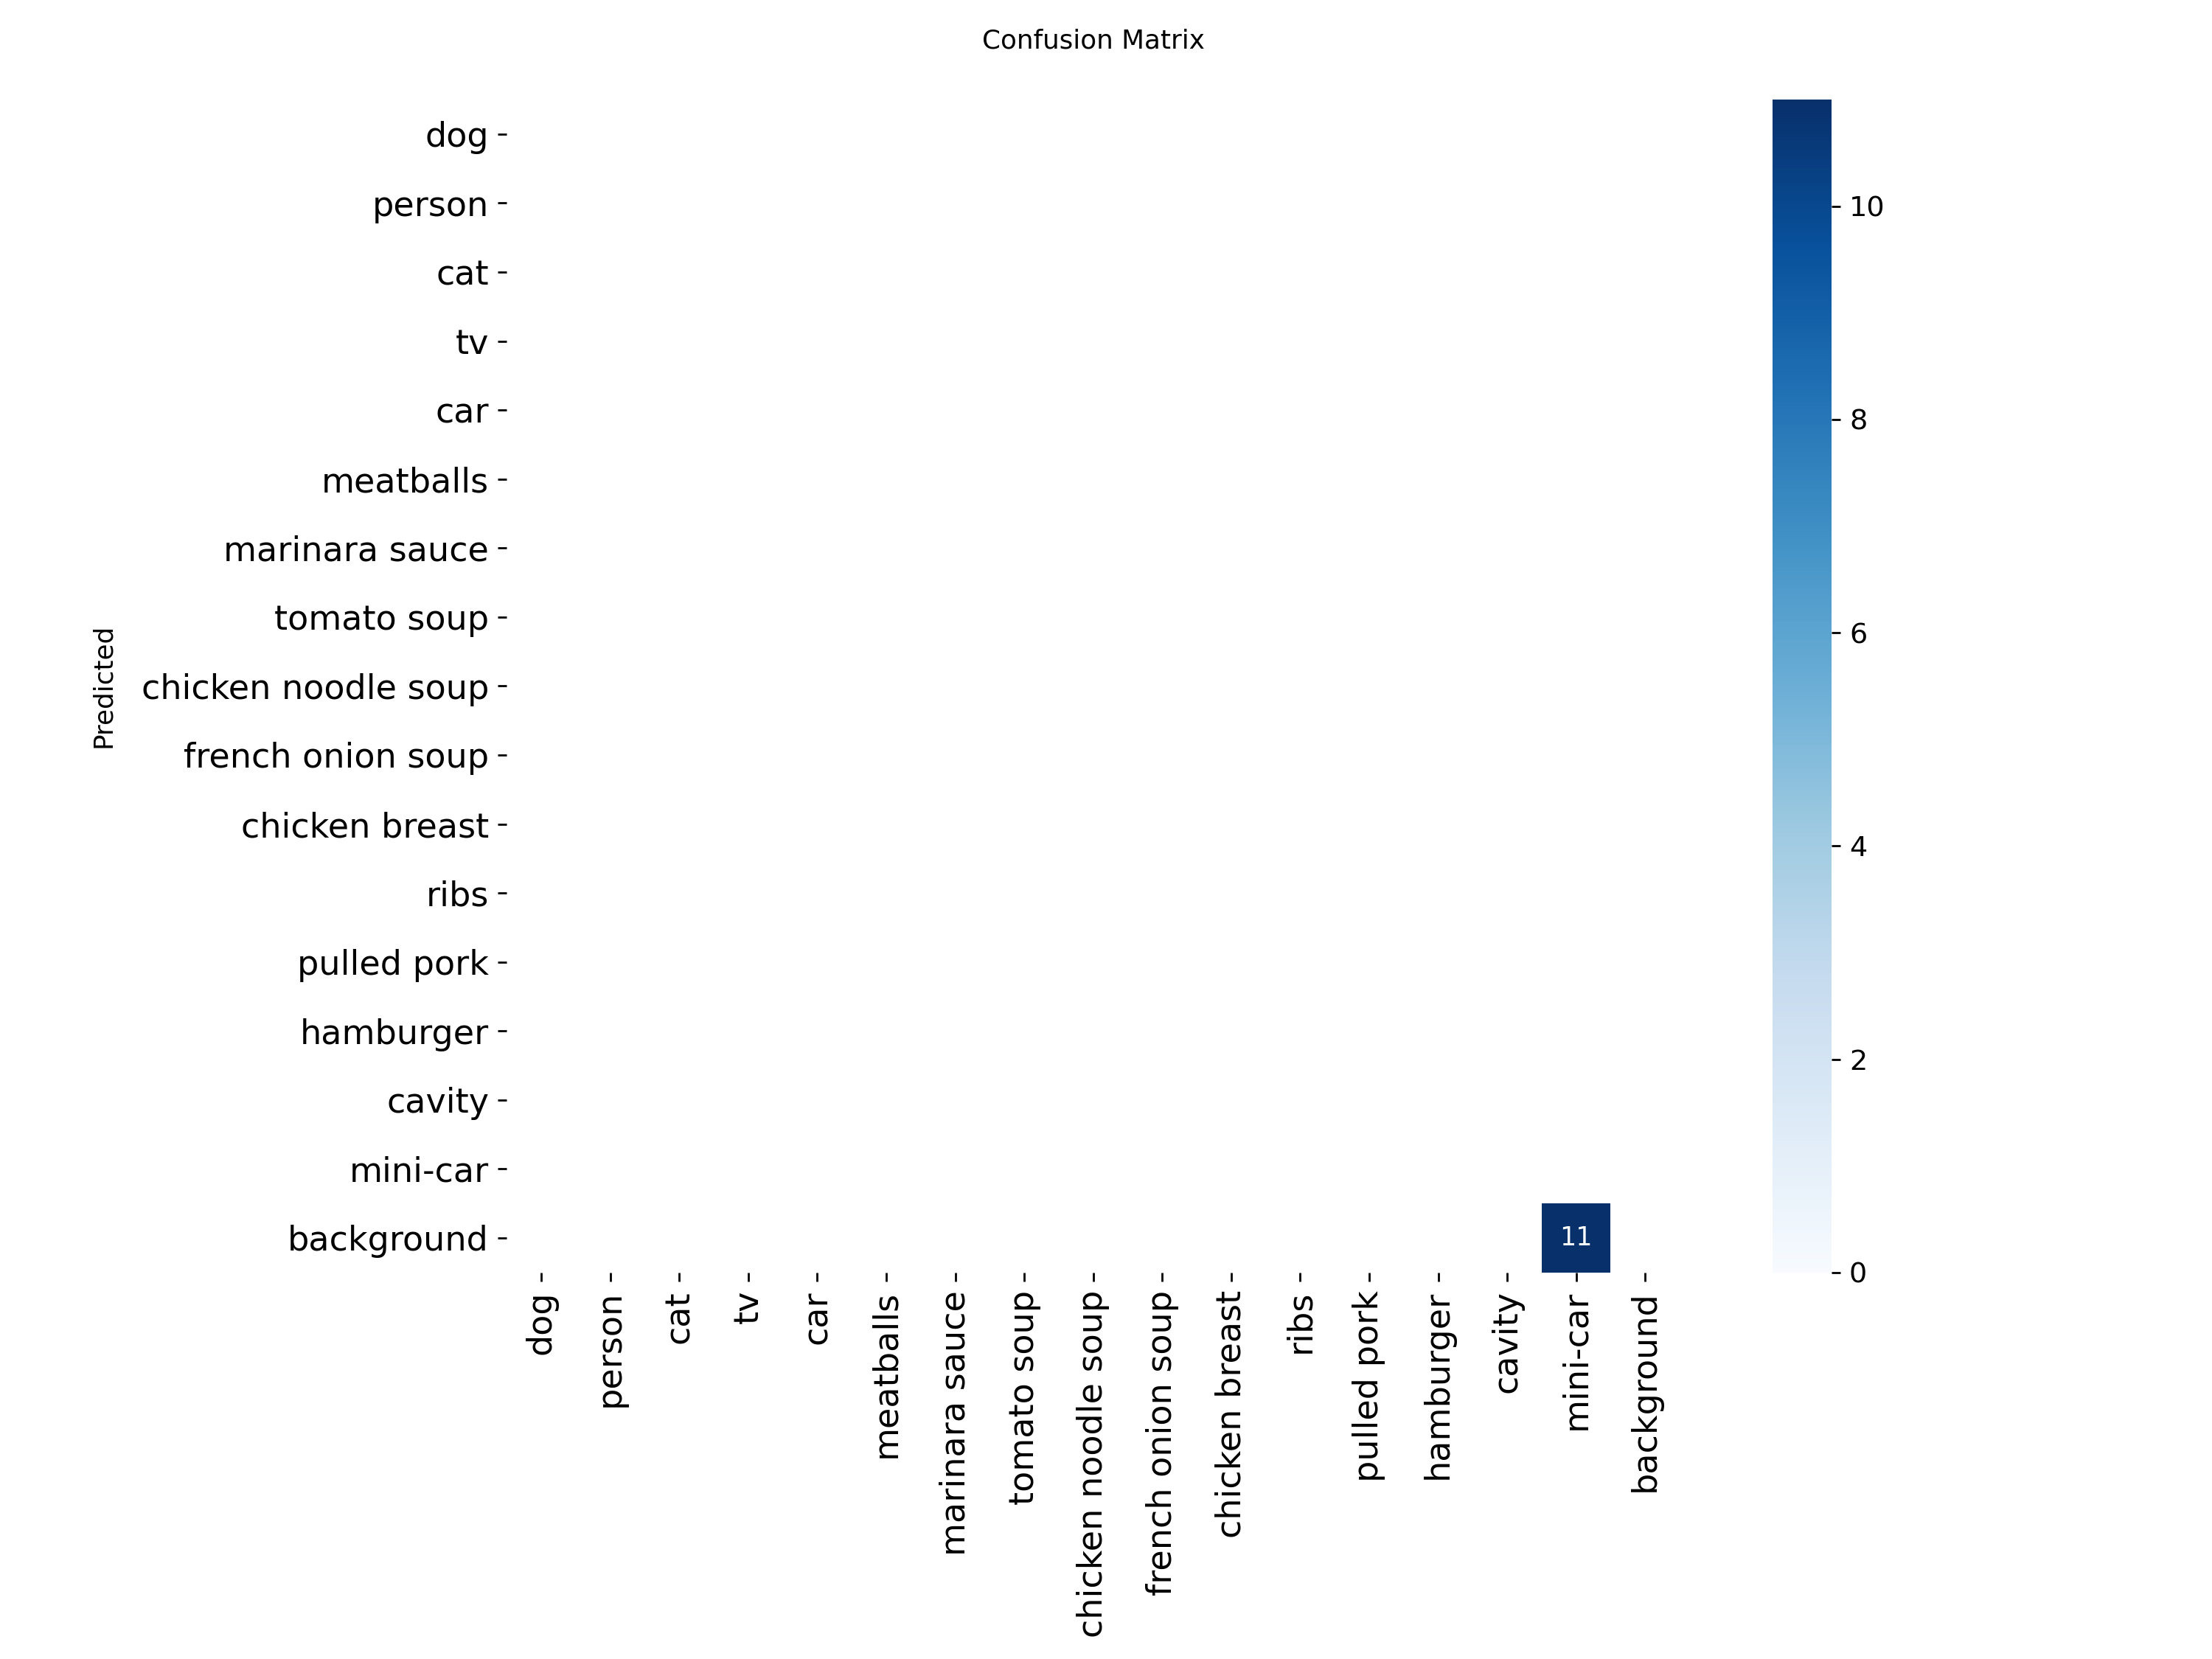 Confusion Matrix
Predicted
dog
person
cat
tv
car
meatballs
marinara sauce
tomato soup
chicken noodle soup
french onion soup
chicken breast
ribs
pulled pork
hamburger
cavity
mini-car
background
11
dog
person
cat
tv
car
meatballs
marinara sauce
tomato soup
chicken noodle soup
french onion soup
chicken breast
ribs
pulled pork
hamburger
cavity
mini-car
background
10
8
6
4
2
0